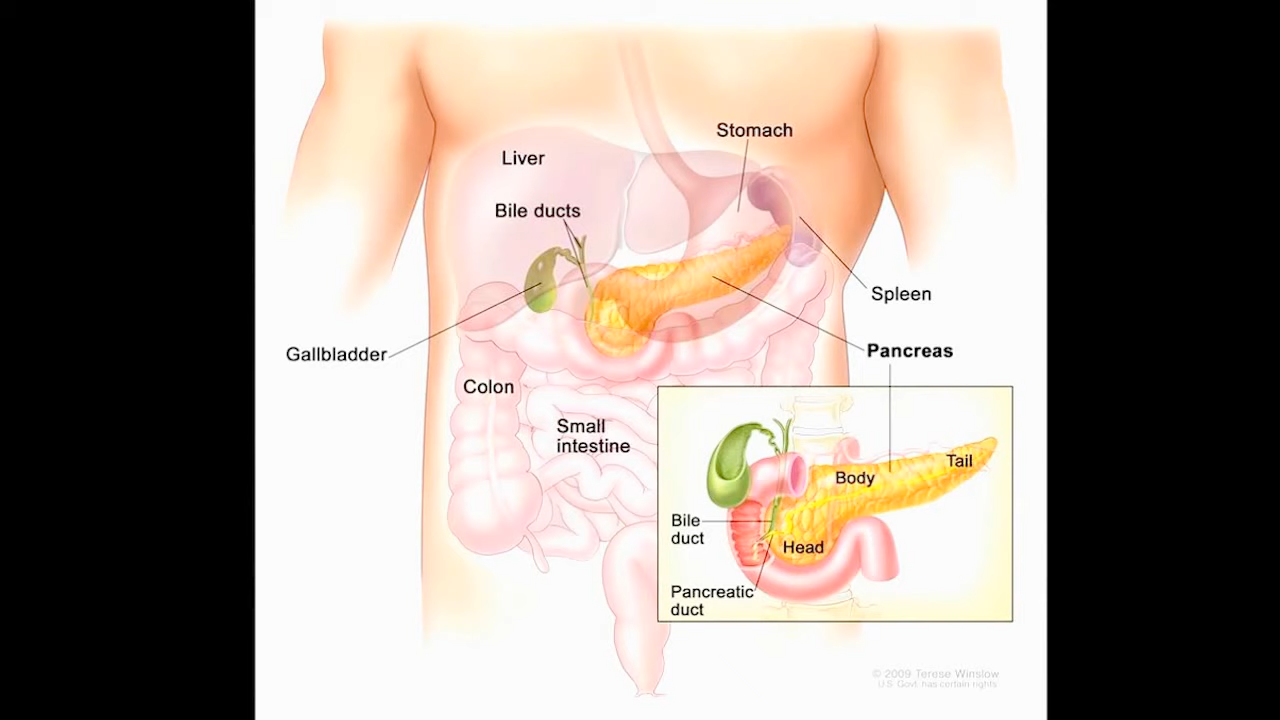 Stomach
Liver
Bile ducts
Spleen
Gallbladder
Pancreas
Colon
Small
intestine
Tail
Body
Bile
duct
Head
Pancreatic
duct
© 2009 Terese Winslow
U.S. Govt. has certain rights